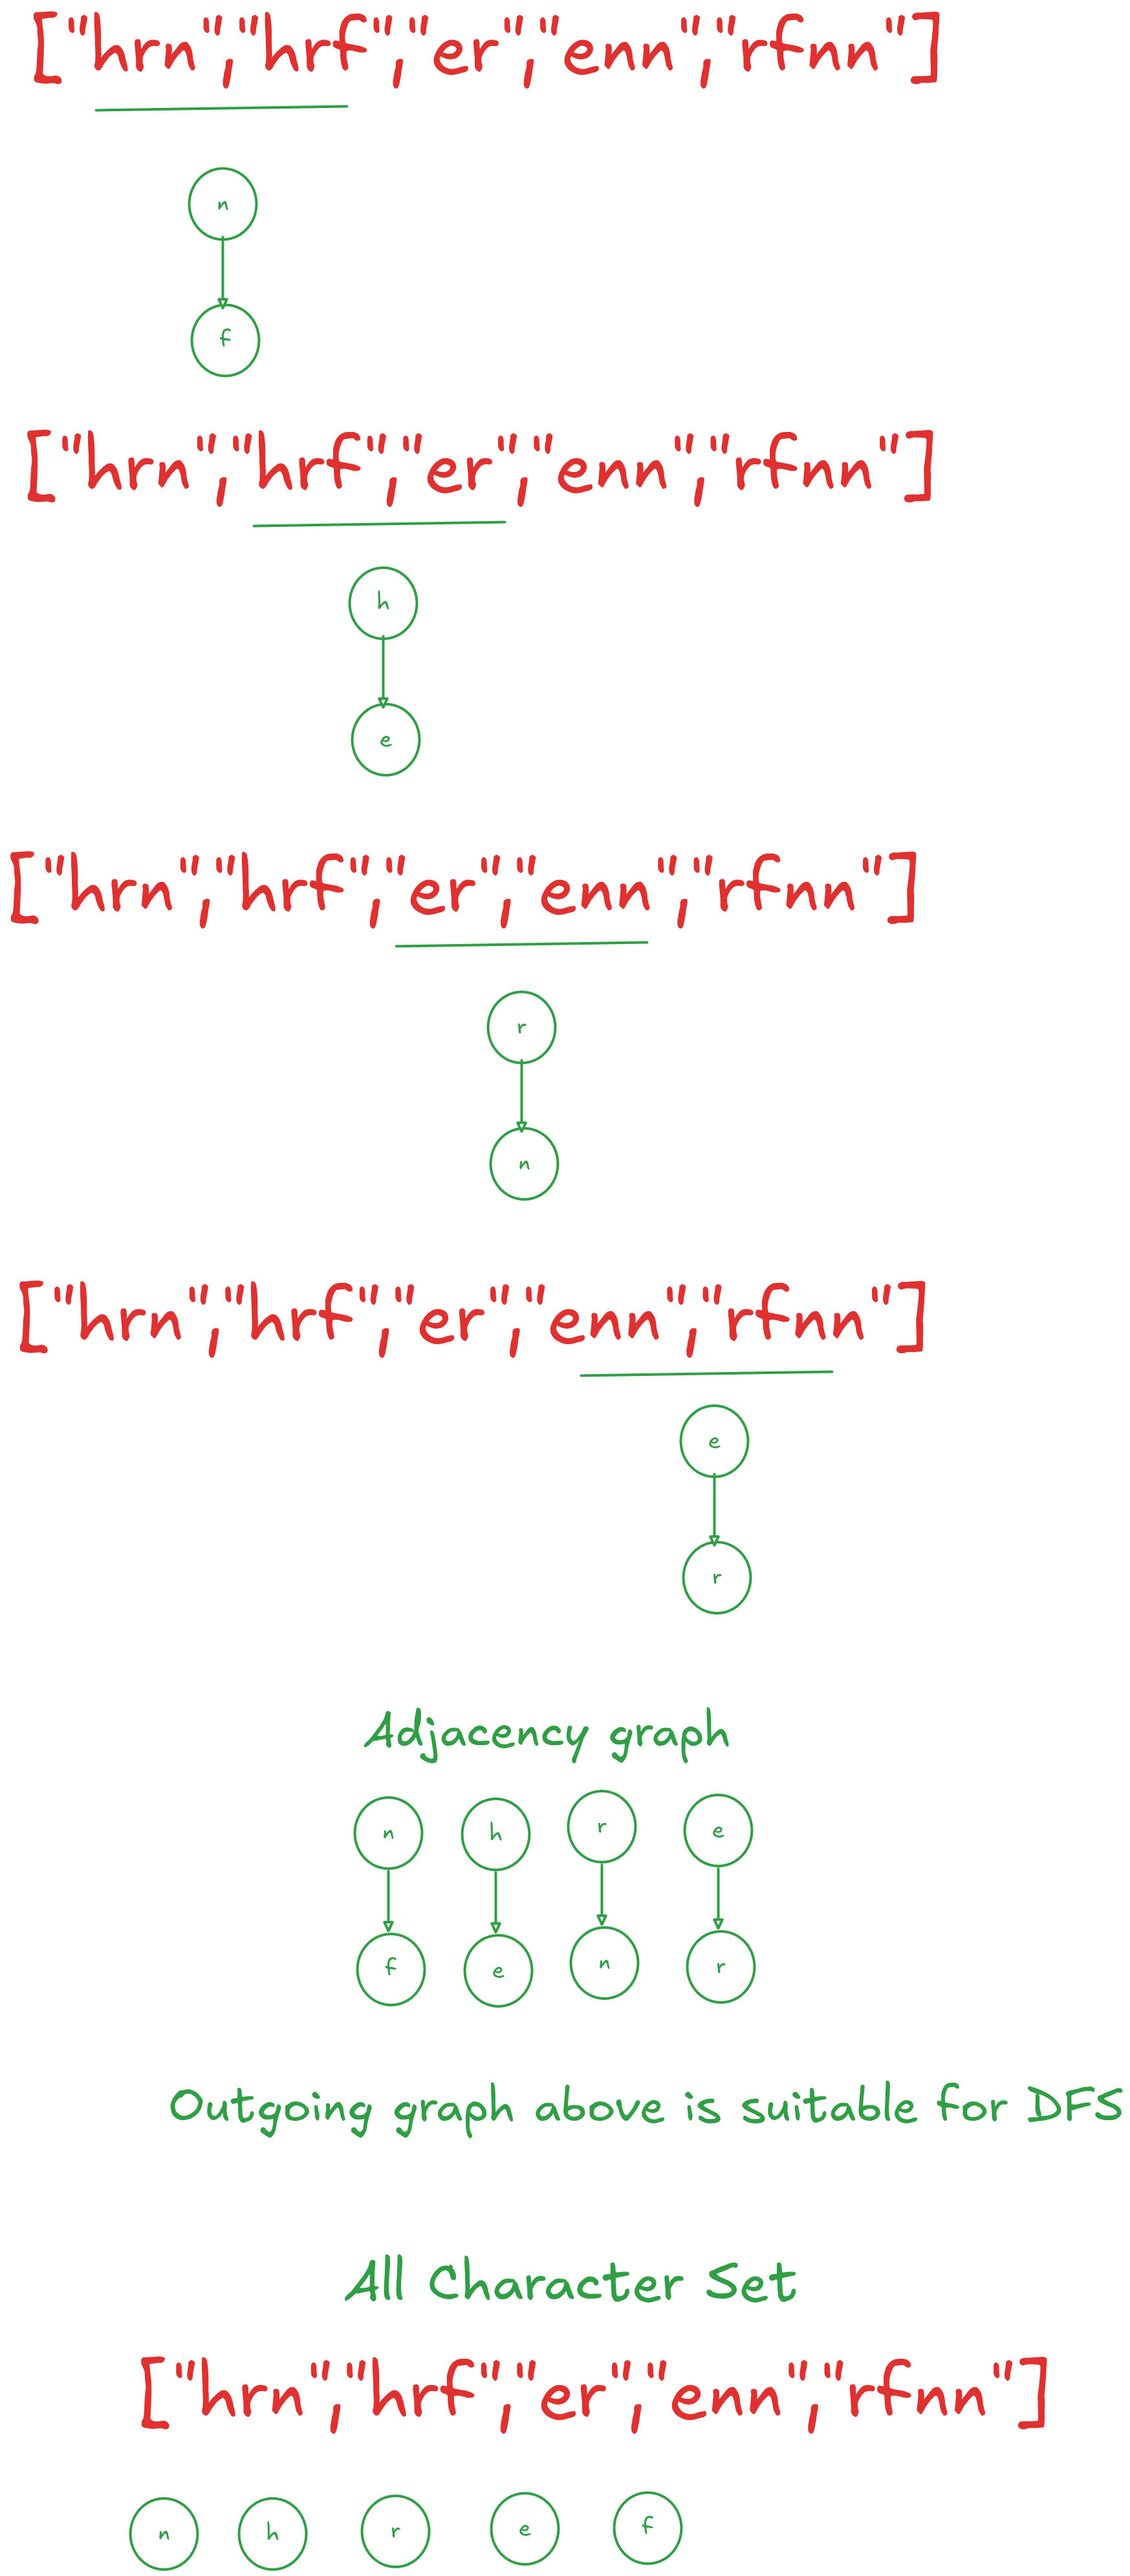 ["hrn","hrf","er","enn","rfnn"]
n
f
["hrn","hrf","er","enn","rfnn"]
h
e
["hrn","hrf","er","enn","rfnn"]
r
n
["hrn","hrf","er","enn","rfnn"]
e
r
Adjacency graph
n h r e
f e n r
Outgoing graph above is suitable for DFS
All Character Set
["hrn","hrf","er","enn","rfnn"]
n h r e f